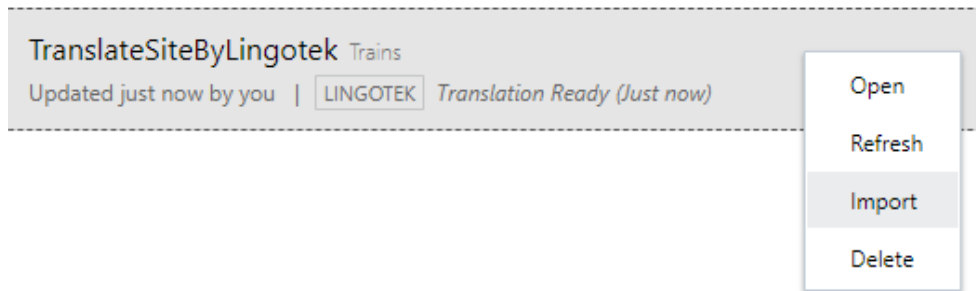 TranslateSiteByLingotek Trains
Updated just now by you | LINGOTEK Translation Ready (Just now)
Open
Refresh
Import
Delete